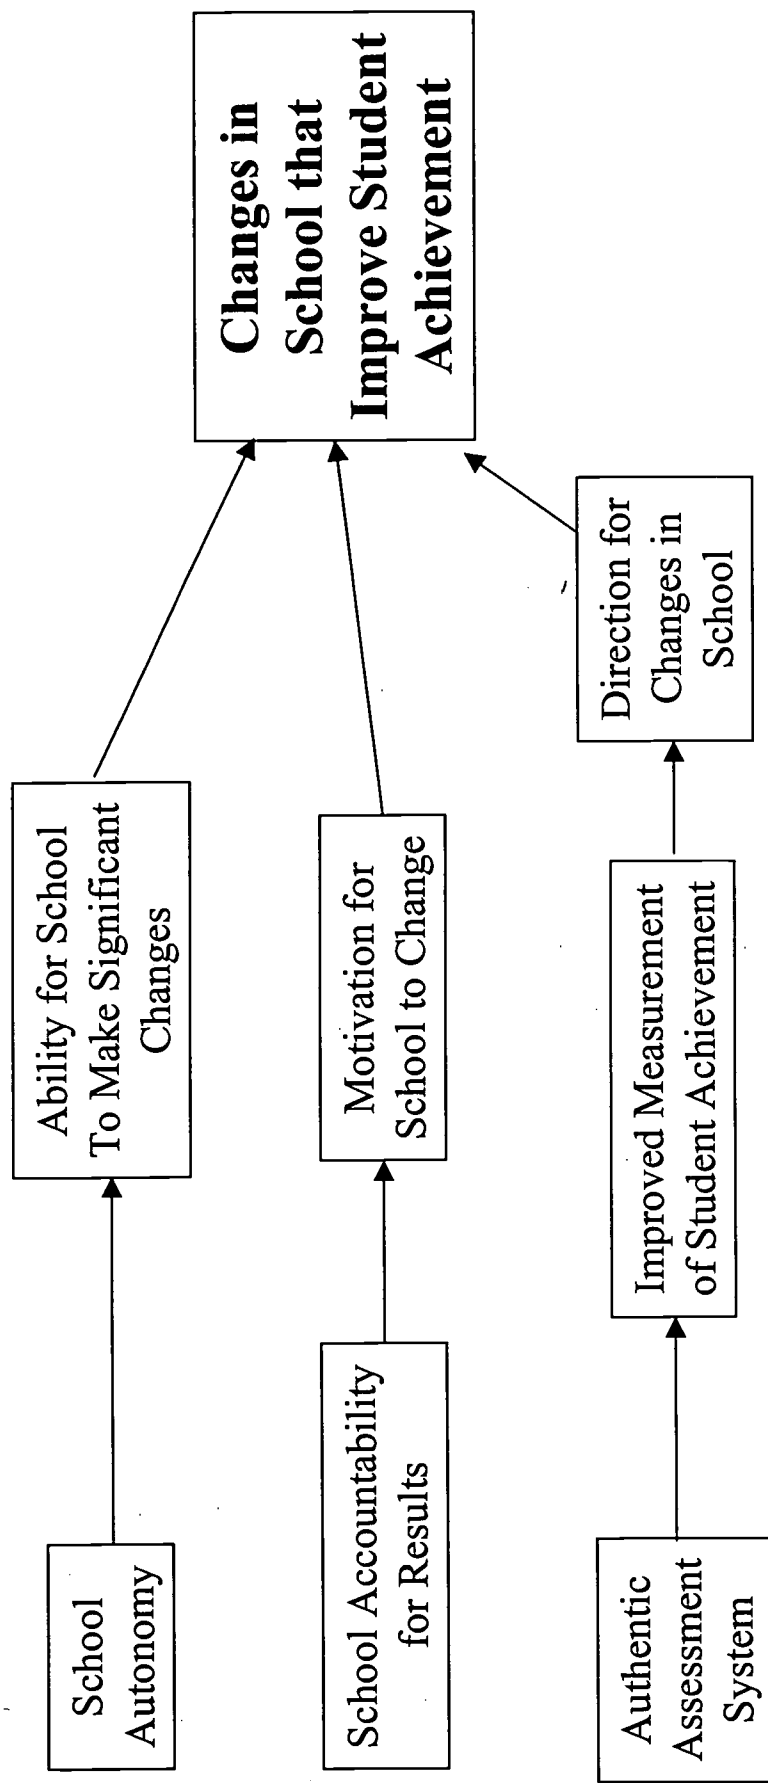 School
Autonomy
Ability for School
To Make Significant
Changes
School Accountability
for Results
Motivation for
School to Change
Authentic
Assessment
System
Improved Measurement
of Student Achievement
Direction for
Changes in
School
Changes in
School that
Improve Student
Achievement